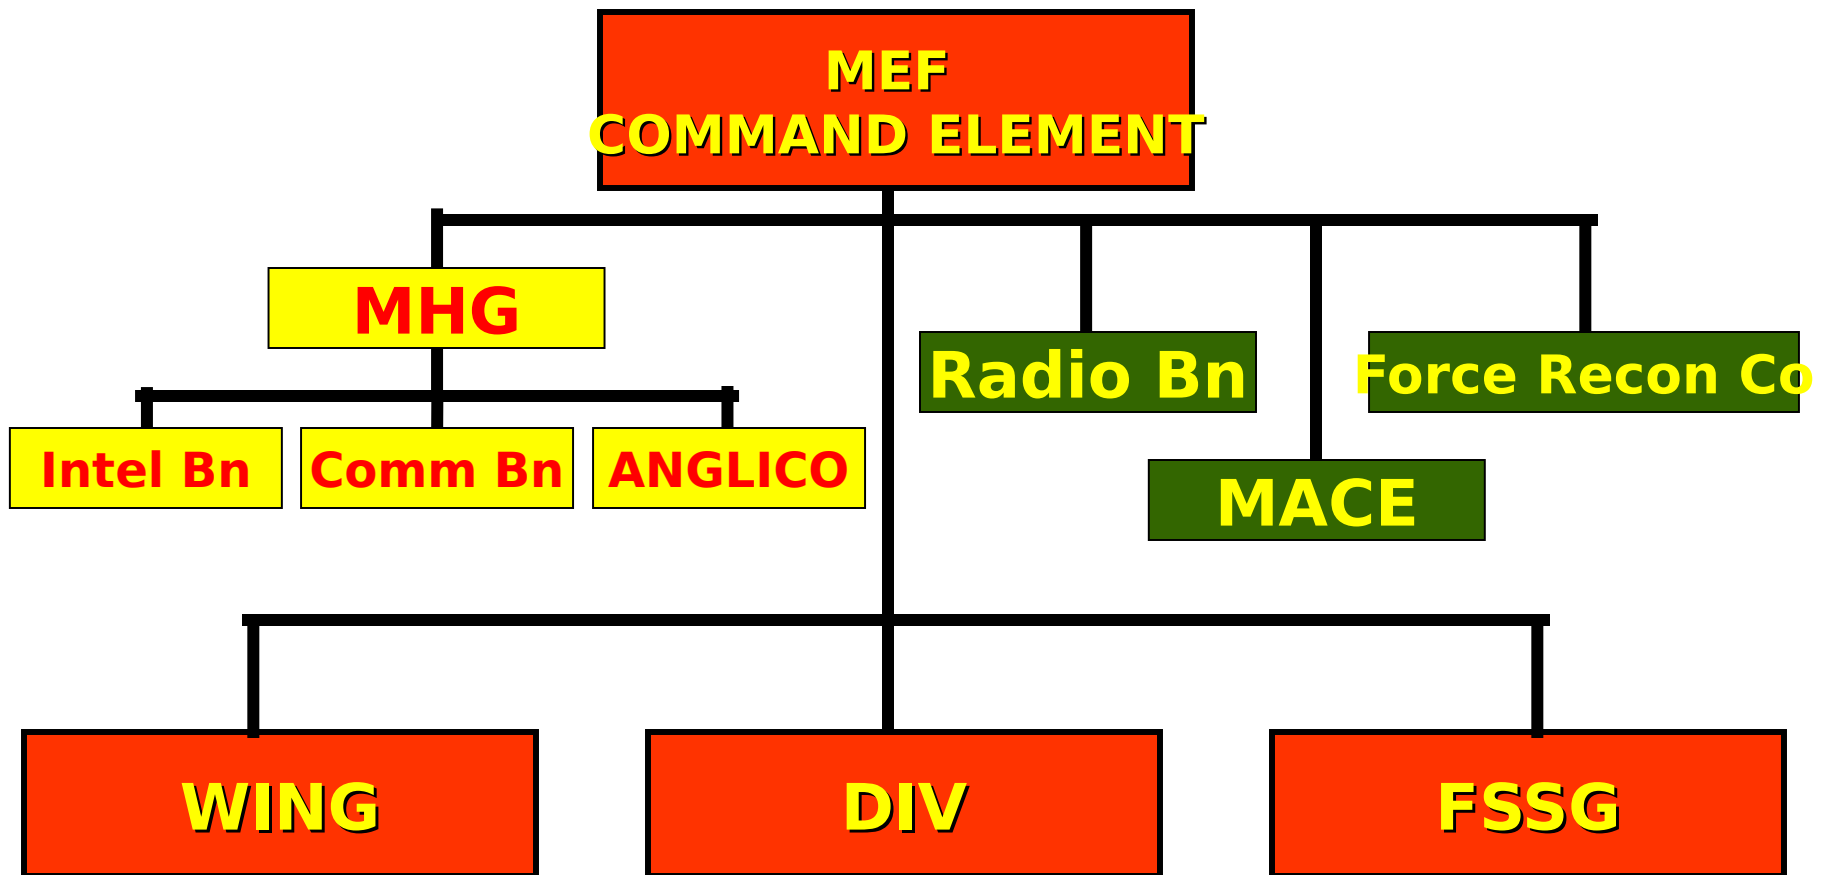 MEF
COMMAND ELEMENT
MHG
Radio Bn
Force Recon Co
Intel Bn
Comm Bn
ANGLICO
MACE
WING
DIV
FSSG